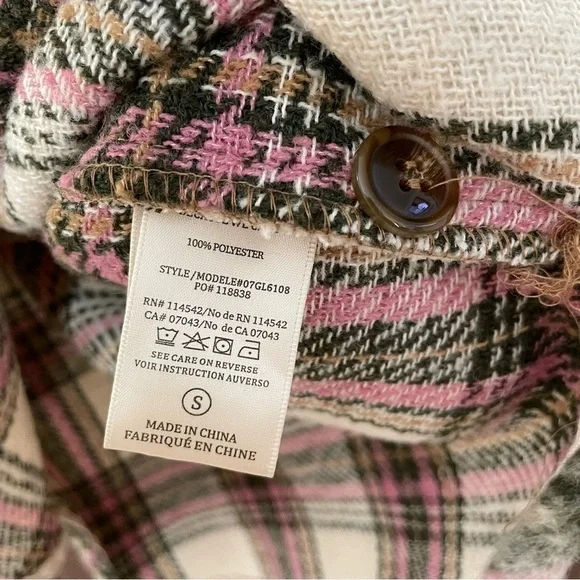 100% POLYESTER
STYLE/MODELE#07GL6108
PO# 118838
RN# 114542/No de RN 114542
CA# 07043/No de CA 07043
SEE CARE ON REVERSE
VOIR INSTRUCTION AUVERSO
S
MADE IN CHINA
FABRIQUÉ EN CHINE